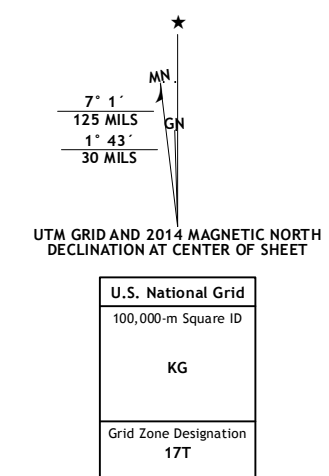 MN
7° 1´
125 MILS
GN
1° 43´
30 MILS
UTM GRID AND 2014 MAGNETIC NORTH
DECLINATION AT CENTER OF SHEET
U.S. National Grid
100,000-m Square ID
KG
Grid Zone Designation
17T